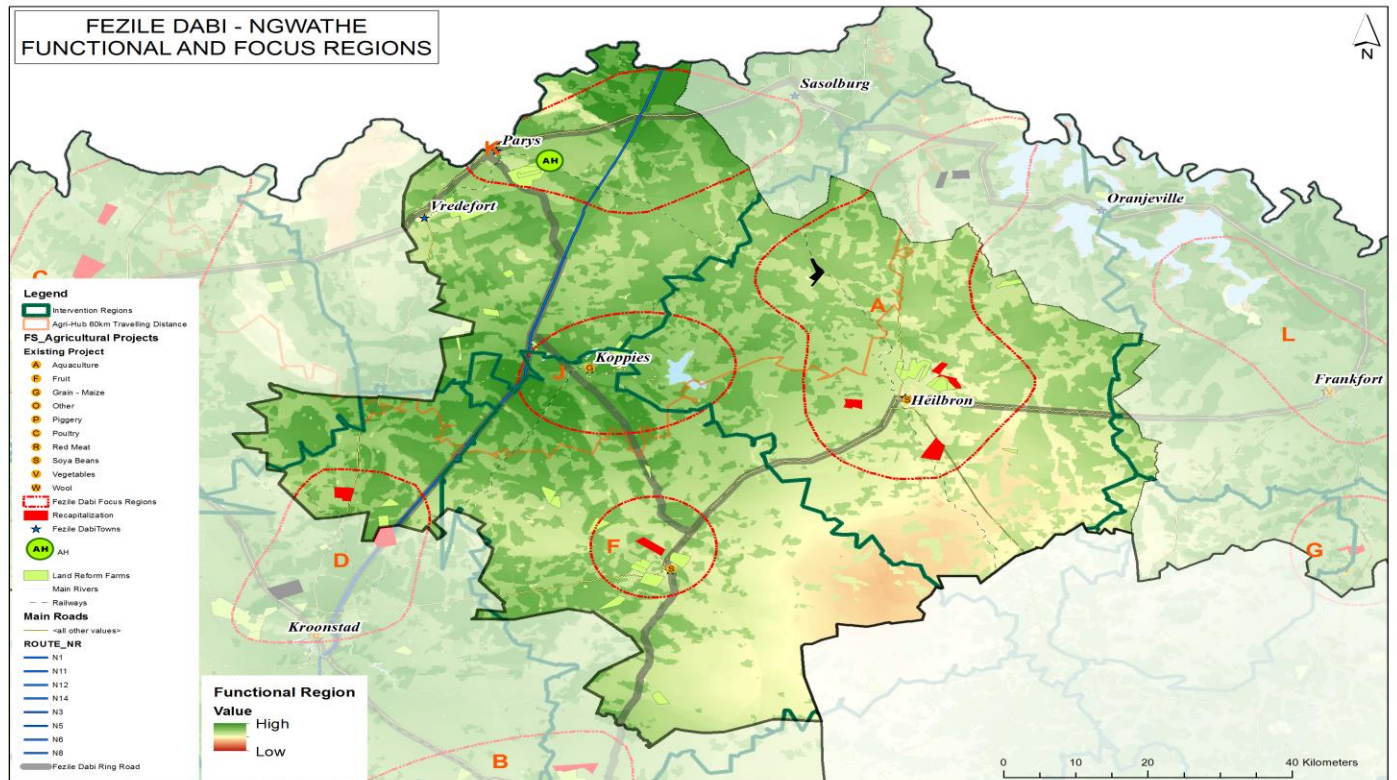 FEZILE DABI - NGWATHE
FUNCTIONAL AND FOCUS REGIONS
N
Sasolburg
K
Parys
AH
Vredefort
Oranjeville
C
A
L
Koppies
G
J
Frankfort
S
Heilbron
F
S
D
G
Kroonstad
B
Legend
Intervention Regions
Agri-Hub 60km Travelling Distance
FS_Agricultural Projects
Existing Project
A Aquaculture
F Fruit
G Grain - Maize
O Other
P Piggery
C Poultry
R Red Meat
S Soya Beans
V Vegetables
W Wool
Fezile Dabi Focus Regions
Recapitalization
Fezile DabiTowns
AH AH
Land Reform Farms
Main Rivers
Railways
Main Roads
<all other values>
ROUTE_NR
N1
N11
N12
N14
N3
N5
N6
N8
Fezile Dabi Ring Road
Functional Region
Value
High
Low
0 10 20 40 Kilometers